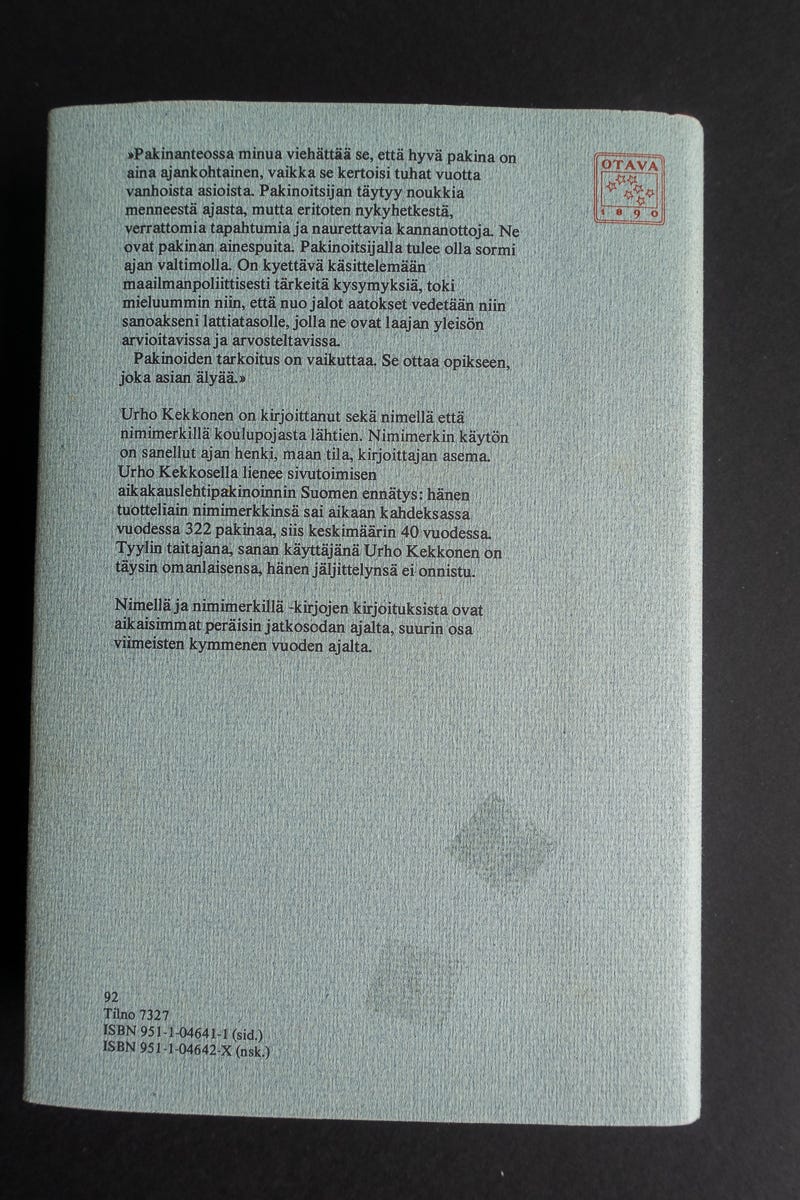 »Pakinanteossa minua viehättää se, että hyvä pakina on
aina ajankohtainen, vaikka se kertoisi tuhat vuotta
vanhoista asioista. Pakinoitsijan täytyy noukkia
menneestä ajasta, mutta eritoten nykyhetkestä,
verrattomia tapahtumia ja naurettavia kannanottoja. Ne
ovat pakinan ainespuita. Pakinoitsijalla tulee olla sormi
ajan valtimolla. On kyettävä käsittelemään
maailmanpoliittisesti tärkeitä kysymyksiä, toki
mieluummin niin, että nuo jalot aatokset vedetään niin
sanoakseni lattiatasolle, jolla ne ovat laajan yleisön
arvioitavissa ja arvosteltavissa.
Pakinoiden tarkoitus on vaikuttaa. Se ottaa opikseen,
joka asian älyää.»
OTAVA
1890
Urho Kekkonen on kirjoittanut sekä nimellä että
nimimerkillä koulupojasta lähtien. Nimimerkin käytön
on sanellut ajan henki, maan tila, kirjoittajan asema.
Urho Kekkosella lienee sivutoimisen
aikakauslehtipakinoinnin Suomen ennätys: hänen
tuotteliain nimimerkkinsä sai aikaan kahdeksassa
vuodessa 322 pakinaa, siis keskimäärin 40 vuodessa.
Tyylin taitajana, sanan käyttäjänä Urho Kekkonen on
täysin omanlaisensa, hänen jäljittelynsä ei onnistu.
Nimellä ja nimimerkillä -kirjojen kirjoituksista ovat
aikaisimmat peräisin jatkosodan ajalta, suurin osa
viimeisten kymmenen vuoden ajalta.
92
Tilno 7327
ISBN 951-1-04641-1 (sid.)
ISBN 951-1-04642-X (nsk.)